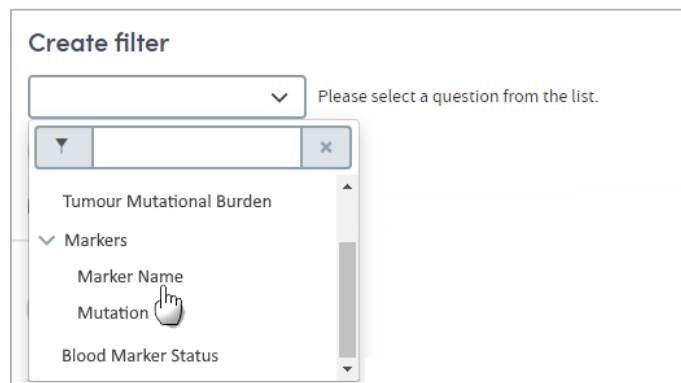 Create filter
Please select a question from the list.
Tumour Mutational Burden
Markers
Marker Name
Mutation
Blood Marker Status